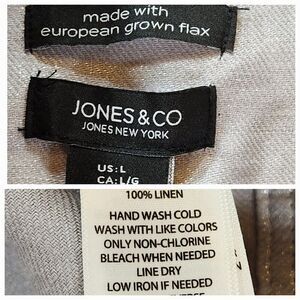 made with
european grown flax
JONES & CO
JONES NEW YORK
US: L
CA: L/G
100% LINEN
HAND WASH COLD
WASH WITH LIKE COLORS
ONLY NON-CHLORINE
BLEACH WHEN NEEDED
LINE DRY
LOW IRON IF NEEDED